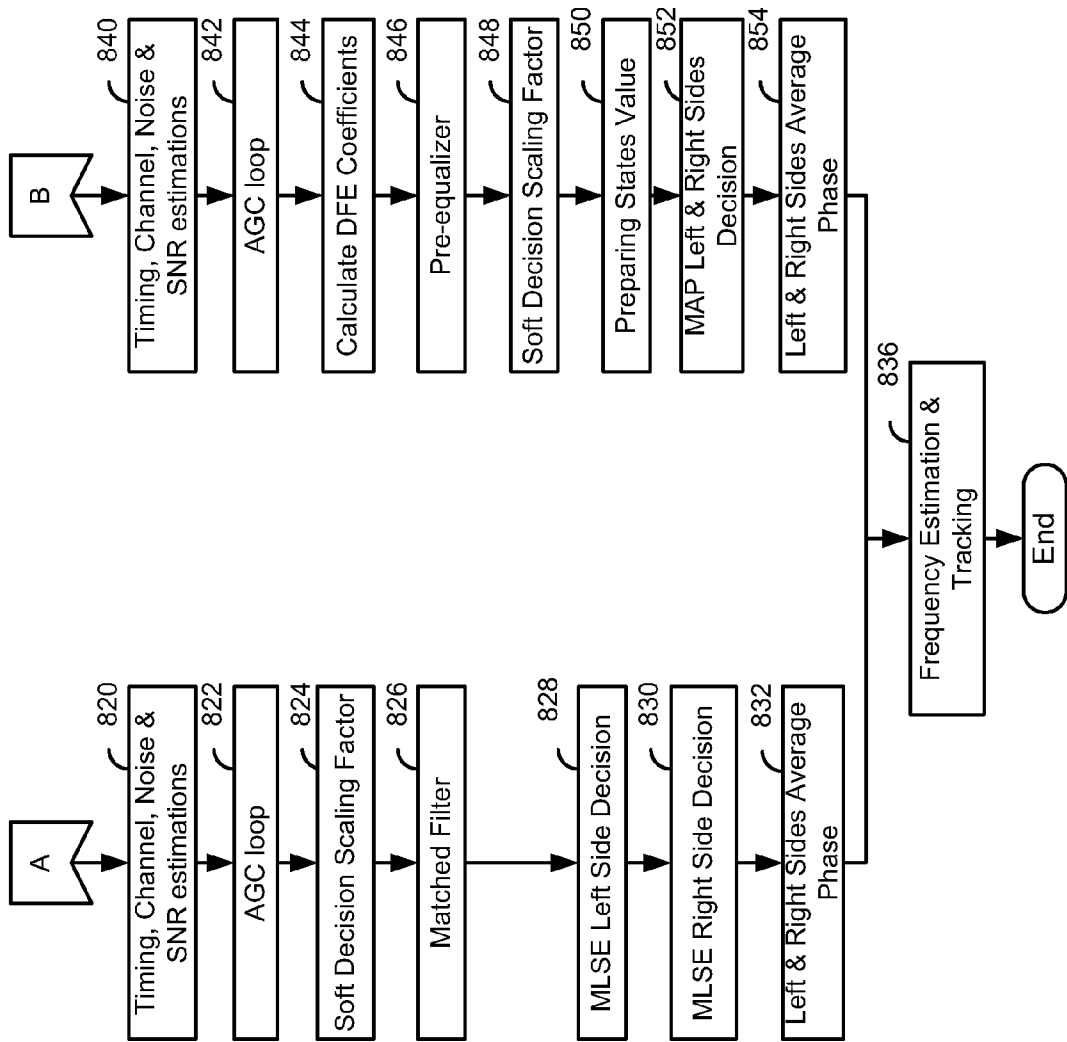 A
820
Timing, Channel, Noise &
SNR estimations
822
AGC loop
824
Soft Decision Scaling Factor
826
Matched Filter
828
MLSE Left Side Decision
830
MLSE Right Side Decision
832
Left & Right Sides Average
Phase
B
840
Timing, Channel, Noise &
SNR estimations
842
AGC loop
844
Calculate DFE Coefficients
846
Pre-equalizer
848
Soft Decision Scaling Factor
850
Preparing States Value
852
MAP Left & Right Sides
Decision
854
Left & Right Sides Average
Phase
836
Frequency Estimation &
Tracking
End